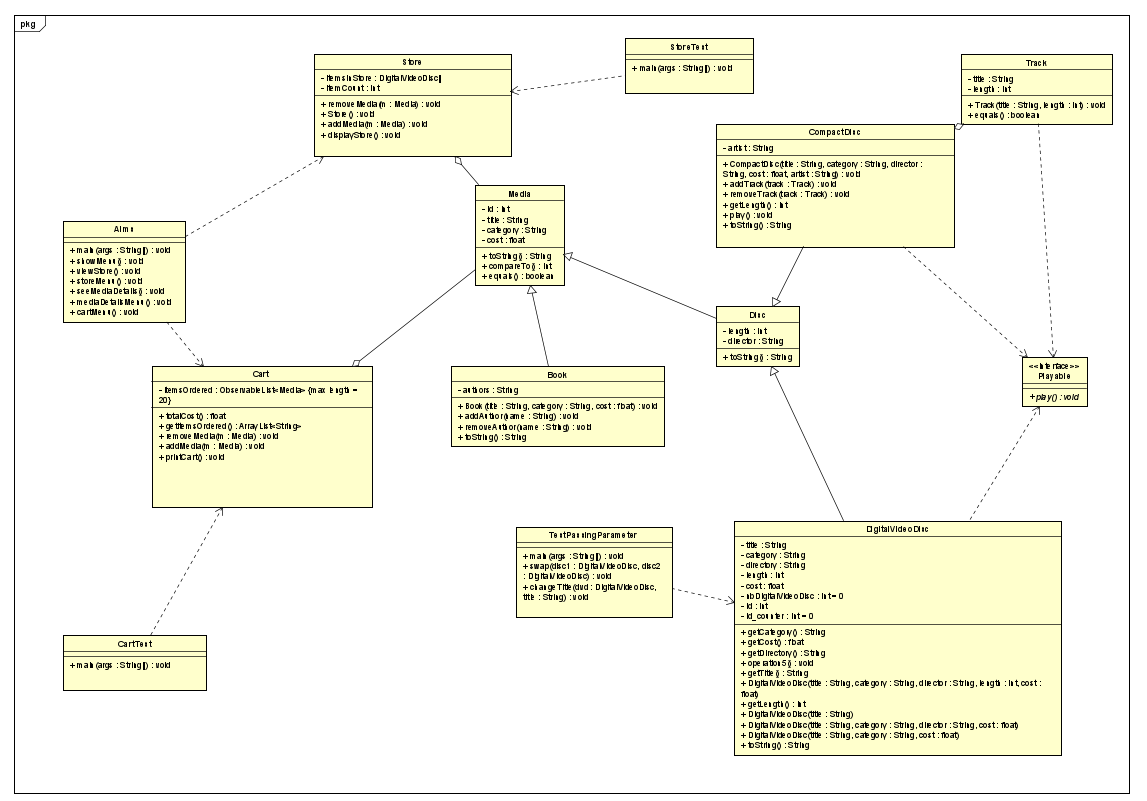 pkg
Store
- itemsInStore : DigitalVideoDisc[]
- itemCount : int
+ removeMedia(m : Media) : void
+ Store() : void
+ addMedia(m : Media) : void
+ displayStore() : void
StoreTest
+ main(args : String[]) : void
Track
- title : String
- length : int
+ Track(title : String, length : int) : void
+ equals() : boolean
CompactDisc
- artist : String
+ CompactDisc(title : String, category : String, director :
String, cost : float, artist : String) : void
+ addTrack(track : Track) : void
+ removeTrack(track : Track) : void
+ getLength() : int
+ play() : void
+ toString() : String
Media
- id : int
- title : String
- category : String
- cost : float
+ toString() : String
+ compareTo() : int
+ equals() : boolean
Aims
+ main(args : String[]) : void
+ showMenu() : void
+ viewStore() : void
+ storeMenu() : void
+ seeMediaDetails() : void
+ mediaDetailsMenu() : void
+ cartMenu() : void
Disc
- length : int
- director : String
+ toString() : String
<<interface>>
Playable
+ play() : void
Cart
- itemsOrdered : ObservableList<Media> {max length =
20}
+ totalCost() : float
+ getItemsOrdered() : ArrayList<String>
+ removeMedia(m : Media) : void
+ addMedia(m : Media) : void
+ printCart() : void
Book
- authors : String
+ Book(title : String, category : String, cost : float) : void
+ addAuthor(name : String) : void
+ removeAuthor(name : String) : void
+ toString() : String
TestPassingParameter
+ main(args : String[]) : void
+ swap(disc1 : DigitalVideoDisc, disc2
: DigitalVideoDisc) : void
+ changeTitle(dvd : DigitalVideoDisc,
title : String) : void
DigitalVideoDisc
- title : String
- category : String
- directory : String
- length : int
- cost : float
- nbDigitalVideoDisc : int = 0
- id : int
- id_counter : int = 0
+ getCategory() : String
+ getCost() : float
+ getDirectory() : String
+ operation5() : void
+ getTitle() : String
+ DigitalVideoDisc(title : String, category : String, director : String, length : int, cost :
float)
+ getLength() : int
+ DigitalVideoDisc(title : String)
+ DigitalVideoDisc(title : String, category : String, director : String, cost : float)
+ DigitalVideoDisc(title : String, category : String, cost : float)
+ toString() : String
CartTest
+ main(args : String[]) : void